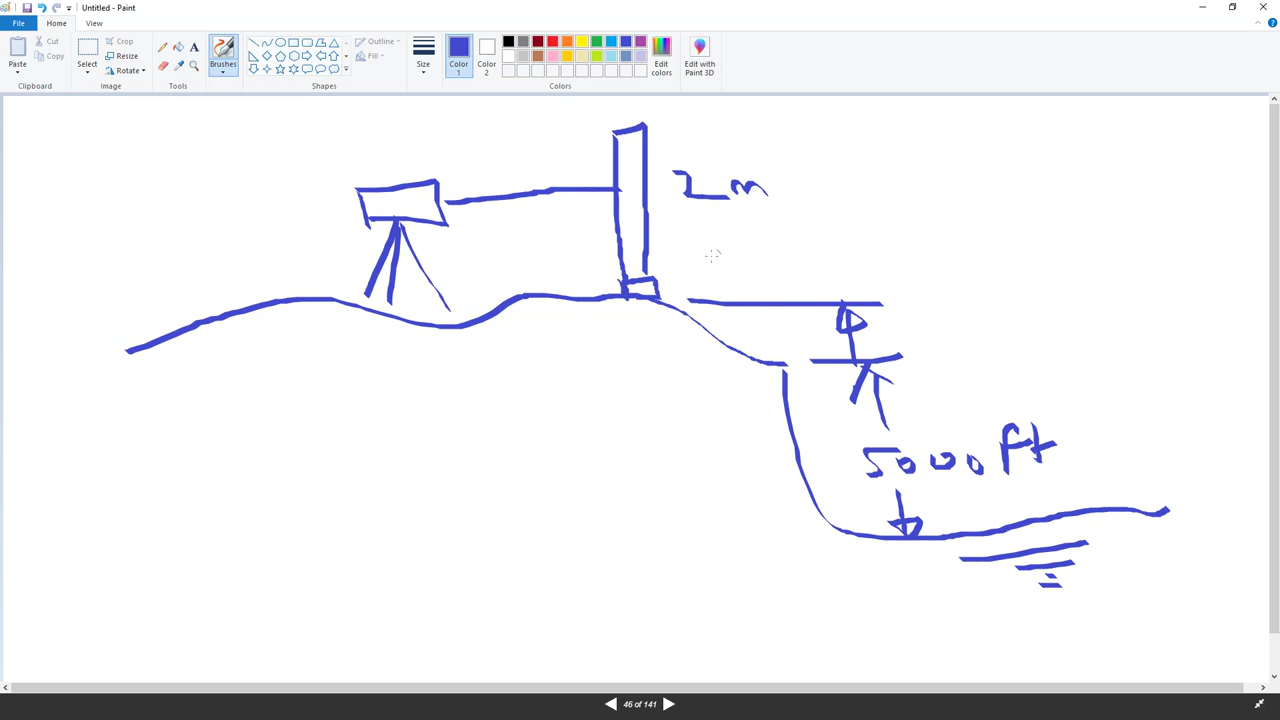 Untitled - Paint
File Home View
Paste
Cut
Copy
Clipboard
Select
Crop
Resize
Rotate
Image
Tools
Brushes
Shapes
Outline
Fill
Size
Color 1
Color 2
Colors
Edit colors
Edit with Paint 3D
2m
5000ft
46 of 141